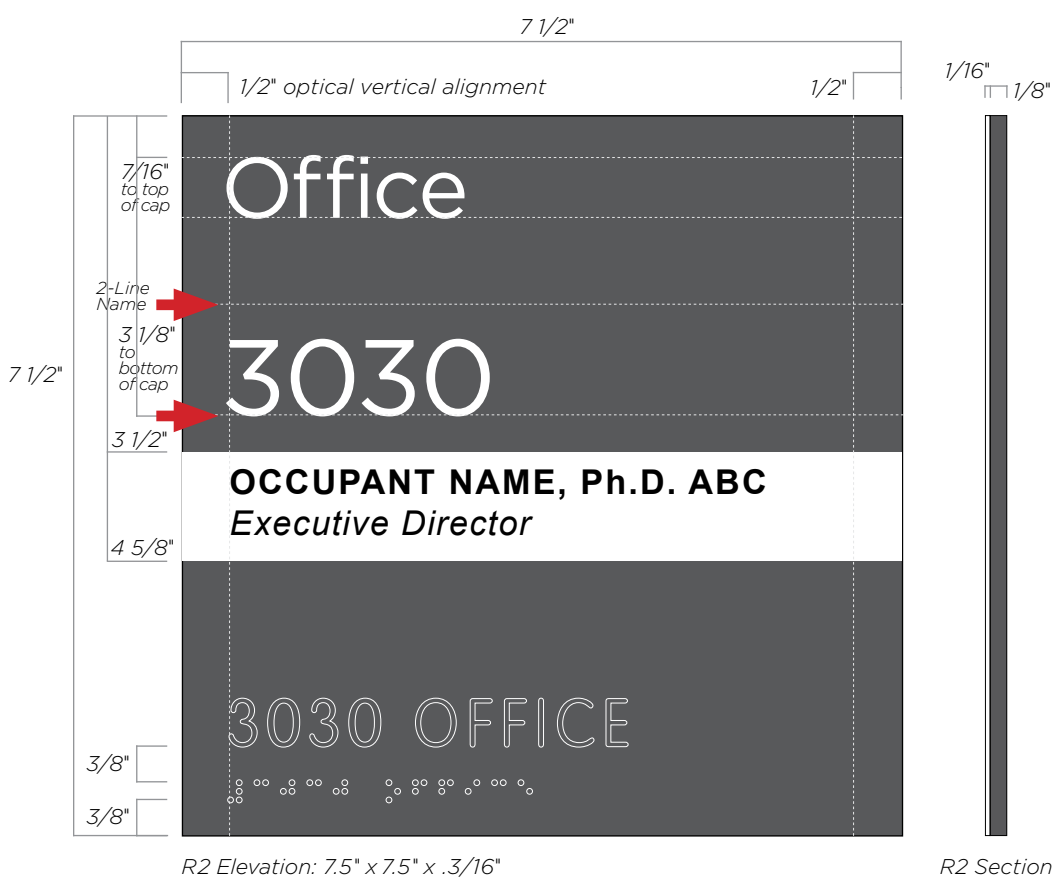 7 1/2"
1/2" optical vertical alignment
1/2"
1/16"
1/8"
7/16"
to top
of cap
Office
2-Line
Name
3 1/8"
to
bottom
of cap
7 1/2"
3030
3 1/2"
OCCUPANT NAME, Ph.D. ABC
Executive Director
4 5/8"
3030 OFFICE
3/8"
⠼⠉⠚⠉⠚ ⠕⠋⠋⠊⠉⠑
3/8"
R2 Elevation: 7.5" x 7.5" x .3/16"
R2 Section